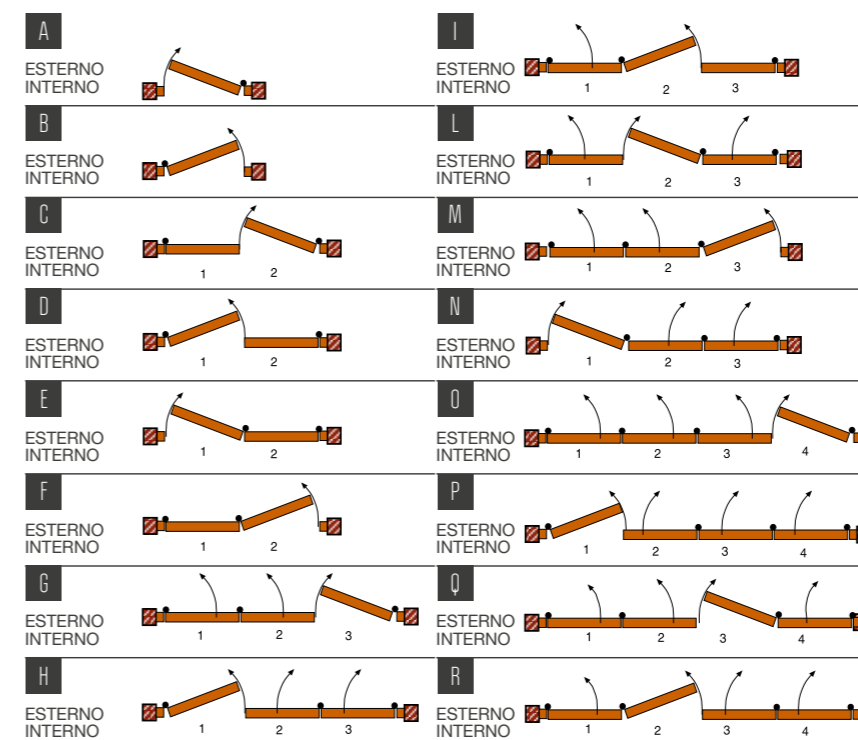 A
ESTERNO
INTERNO
B
ESTERNO
INTERNO
C
ESTERNO
INTERNO
1 2
D
ESTERNO
INTERNO
1 2
E
ESTERNO
INTERNO
1 2
F
ESTERNO
INTERNO
1 2
G
ESTERNO
INTERNO
1 2 3
H
ESTERNO
INTERNO
1 2 3
I
ESTERNO
INTERNO
1 2 3
L
ESTERNO
INTERNO
1 2 3
M
ESTERNO
INTERNO
1 2 3
N
ESTERNO
INTERNO
1 2 3
O
ESTERNO
INTERNO
1 2 3 4
P
ESTERNO
INTERNO
1 2 3 4
Q
ESTERNO
INTERNO
1 2 3 4
R
ESTERNO
INTERNO
1 2 3 4